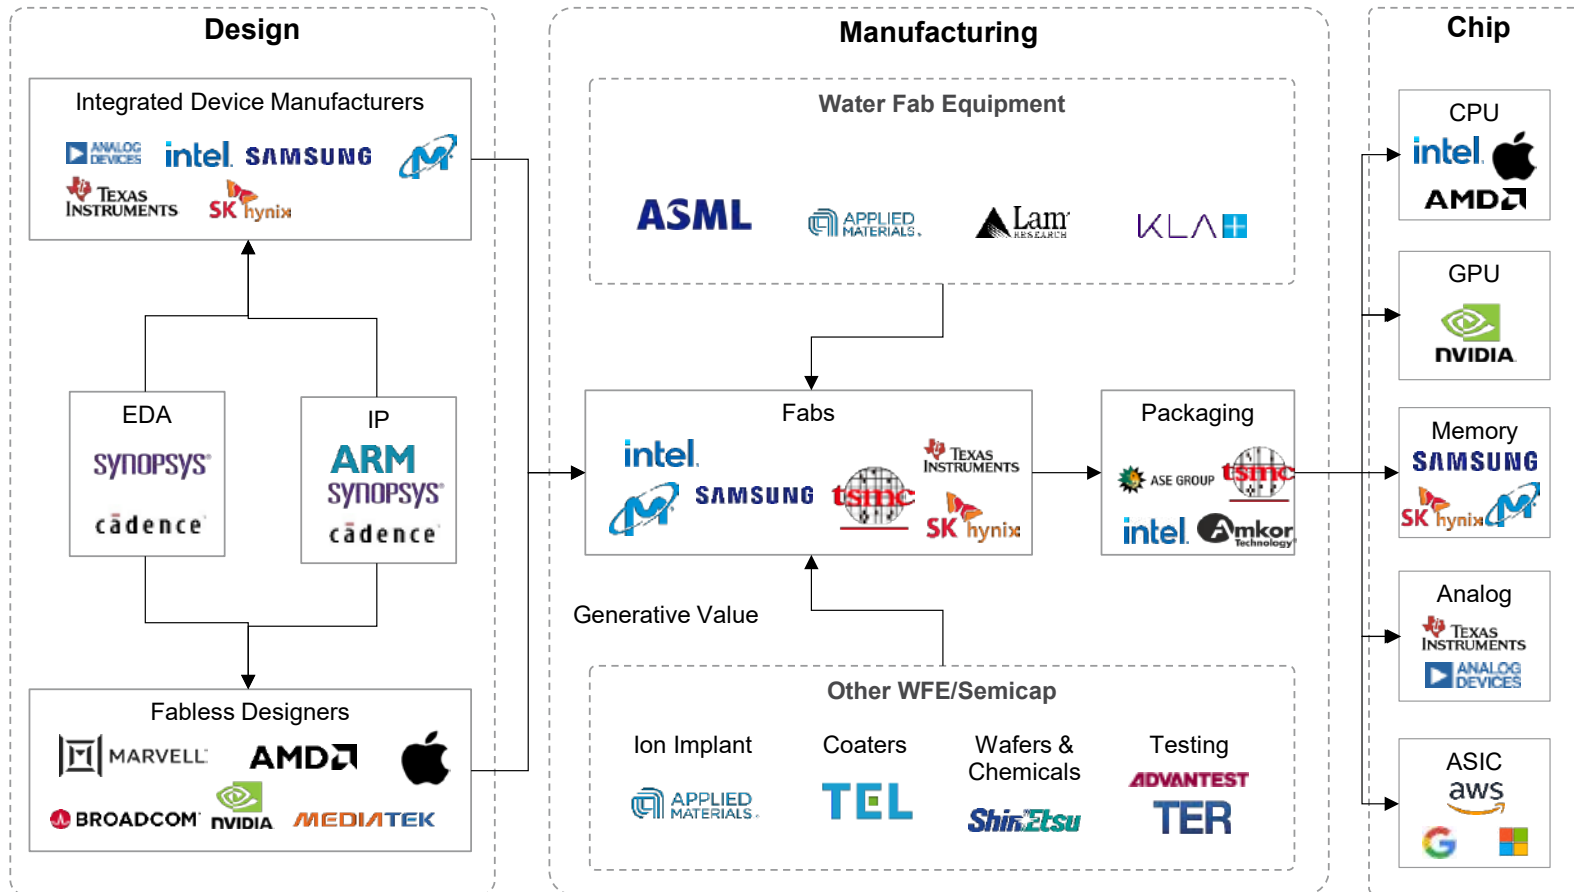 Design
Integrated Device Manufacturers
ANALOG
DEVICES
intel.
SAMSUNG
M
TEXAS
INSTRUMENTS
SK hynix
EDA
SYNOPSYS®
cādence™
IP
ARM
SYNOPSYS®
cādence™
Fabless Designers
MARVELL
AMD
BROADCOM
NVIDIA.
MEDIATEK
Manufacturing
Water Fab Equipment
ASML
APPLIED
MATERIALS®
Lam
RESEARCH
KLA+
Fabs
intel.
M
SAMSUNG
tsmc
TEXAS
INSTRUMENTS
SK hynix
Packaging
ASE GROUP
tsmc
intel.
Amkor
Technology®
Generative Value
Other WFE/Semicap
Ion Implant
APPLIED
MATERIALS®
Coaters
TEL
Wafers &
Chemicals
ShinEtsu
Testing
ADVANTEST
TER
Chip
CPU
intel.
AMD
GPU
NVIDIA.
Memory
SAMSUNG
SK hynix
M
Analog
TEXAS
INSTRUMENTS
ANALOG
DEVICES
ASIC
aws
G